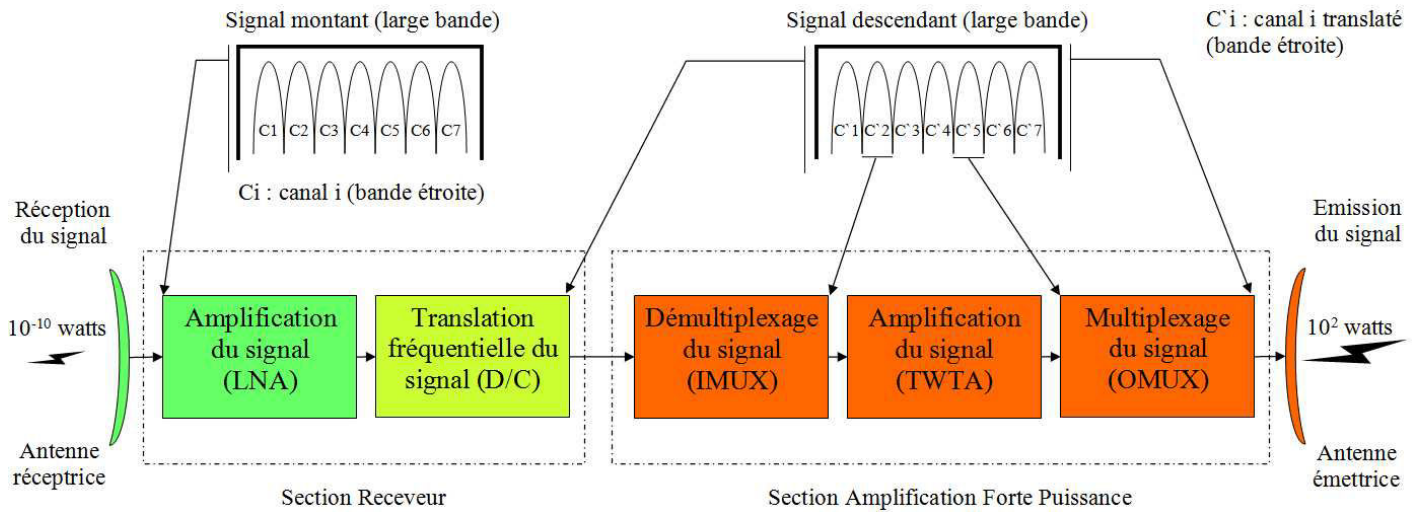 Signal montant (large bande)
Signal descendant (large bande)
C`i : canal i translaté
(bande étroite)
C1 C2 C3 C4 C5 C6 C7
C`1 C`2 C`3 C`4 C`5 C`6 C`7
Ci : canal i (bande étroite)
Réception
du signal
Emission
du signal
10⁻¹⁰ watts
Amplification
du signal
(LNA)
Translation
fréquentielle du
signal (D/C)
Démultiplexage
du signal
(IMUX)
Amplification
du signal
(TWTA)
Multiplexage
du signal
(OMUX)
10² watts
Antenne
réceptrice
Antenne
émettrice
Section Receveur
Section Amplification Forte Puissance